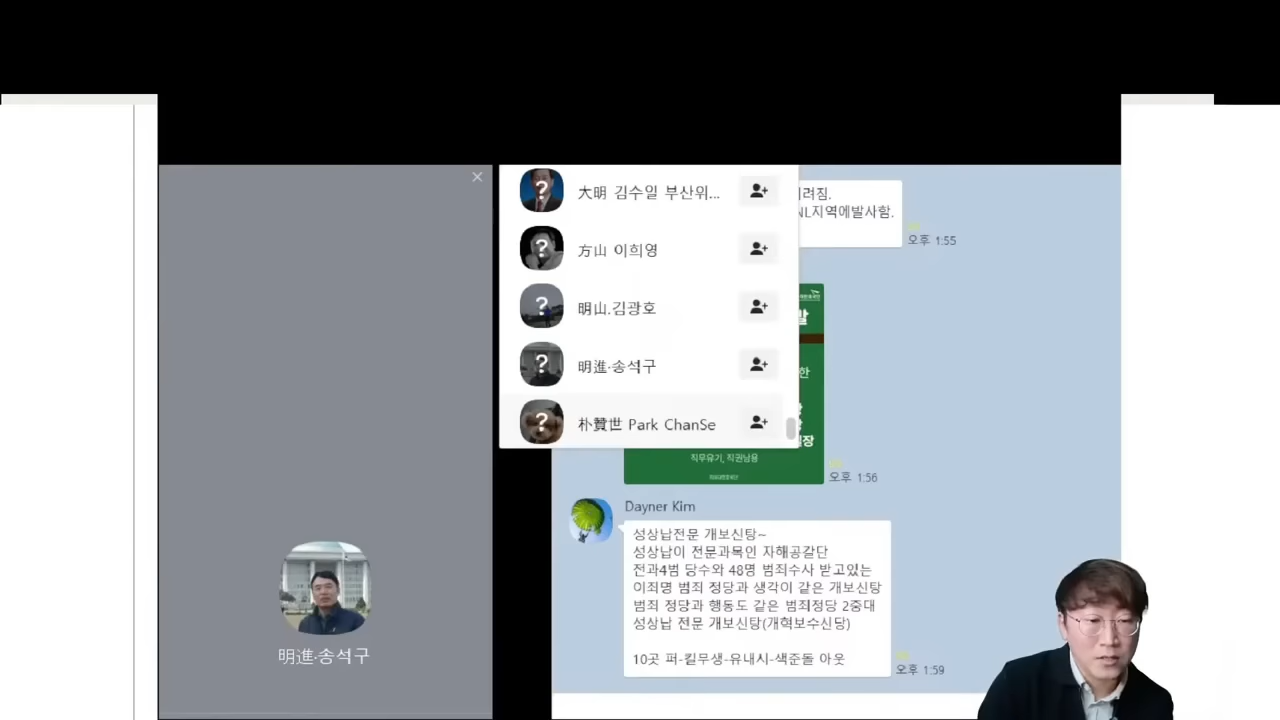 大明 김수일 부산위...
方山 이희영
明山.김광호
明進·송석구
朴贊世 Park ChanSe
려짐.
NL지역에발사함.
오후 1:55
발
한
장
직무유기, 직권남용
오후 1:56
Dayner Kim
성상납전문 개보신탕~
성상납이 전문과목인 자해공갈단
전과4범 당수와 48명 범죄수사 받고있는
이죄명 범죄 정당과 생각이 같은 개보신탕
범죄 정당과 행동도 같은 범죄정당 2중대
성상납 전문 개보신탕(개혁보수신당)
10곳 퍼-킬무생-유내시-색준돌 아웃
오후 1:59
明進·송석구